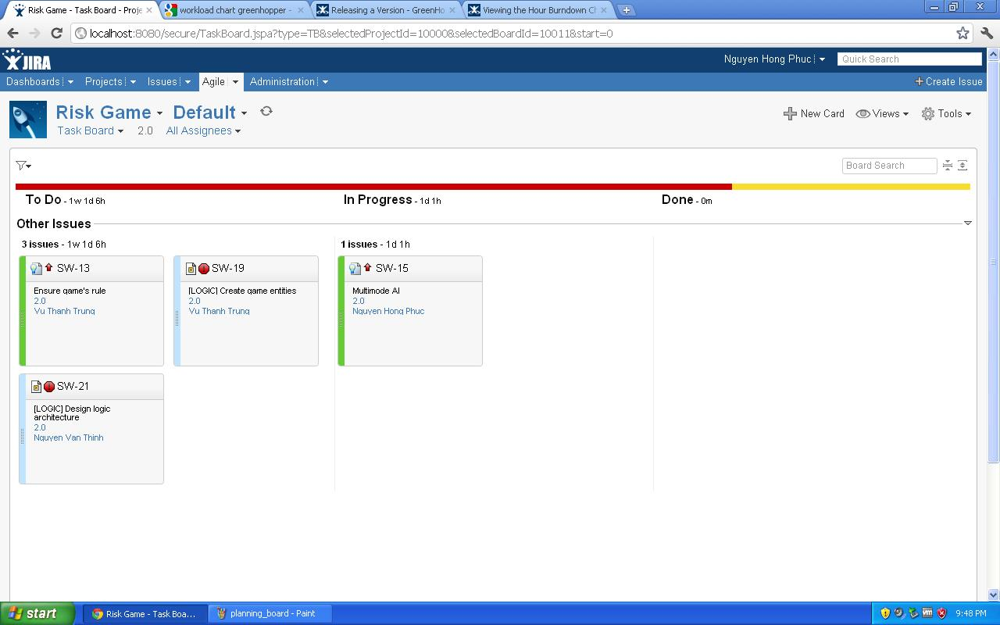 Risk Game - Task Board - Proje
workload chart greenhopper -
Releasing a Version - GreenHo
Viewing the Hour Burndown Ch
localhost:8080/secure/TaskBoard.jspa?type=TB&selectedProjectId=10000&selectedBoardId=10011&start=0
JIRA
Nguyen Hong Phuc
Quick Search
Dashboards Projects Issues Agile Administration
Create Issue
Risk Game Default
Task Board 2.0 All Assignees
New Card Views Tools
Board Search
To Do - 1w 1d 6h
In Progress - 1d 1h
Done - 0m
Other Issues
3 issues - 1w 1d 6h
1 issues - 1d 1h
SW-13
Ensure game's rule
2.0
Vu Thanh Trung
SW-19
[LOGIC] Create game entities
2.0
Vu Thanh Trung
SW-15
Multimode AI
2.0
Nguyen Hong Phuc
SW-21
[LOGIC] Design logic
architecture
2.0
Nguyen Van Thinh
start
Risk Game - Task Boa...
planning_board - Paint
vm
9:48 PM